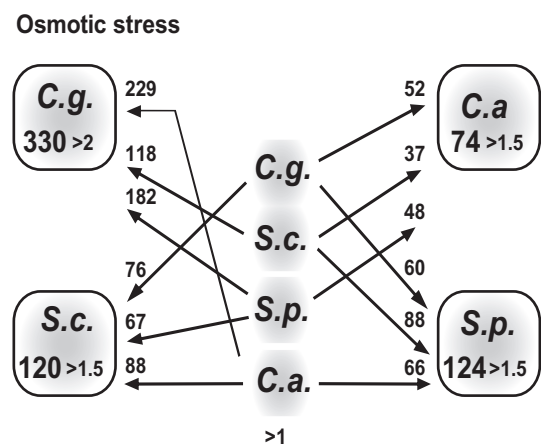 Osmotic stress
C.g.
330 >2
229
118
182
52
37
48
60
C.a
74 >1.5
C.g.
S.c.
S.p.
C.a.
>1
76
67
88
S.c.
120 >1.5
88
66
S.p.
124 >1.5